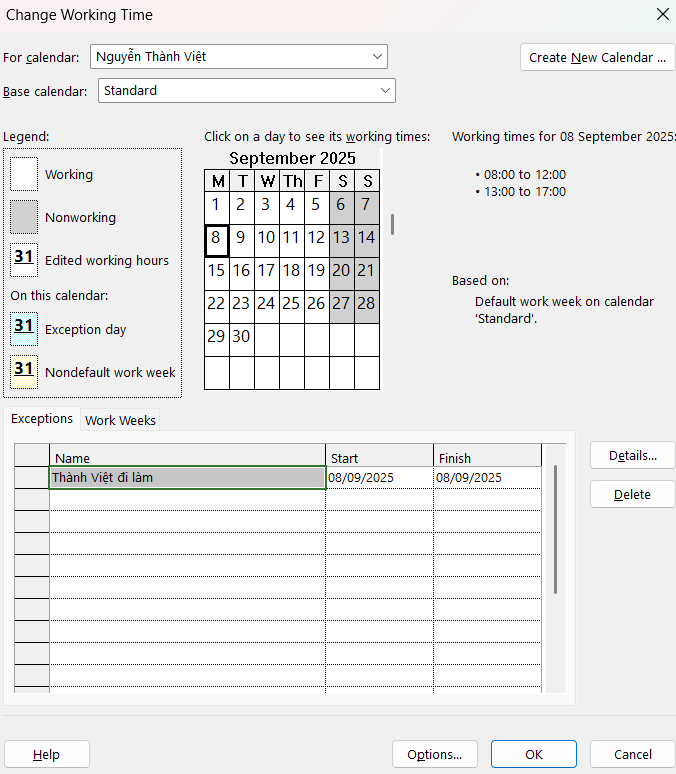 Change Working Time
For calendar: Nguyễn Thành Việt
Create New Calendar ...
Base calendar: Standard
Legend:
Click on a day to see its working times:
Working times for 08 September 2025:
Working
Nonworking
31 Edited working hours
On this calendar:
31 Exception day
31 Nondefault work week
September 2025
M T W Th F S S
1 2 3 4 5 6 7
8 9 10 11 12 13 14
15 16 17 18 19 20 21
22 23 24 25 26 27 28
29 30
• 08:00 to 12:00
• 13:00 to 17:00
Based on:
Default work week on calendar
'Standard'.
Exceptions Work Weeks
Name Start Finish
Thành Việt đi làm 08/09/2025 08/09/2025
Details...
Delete
Help Options... OK Cancel